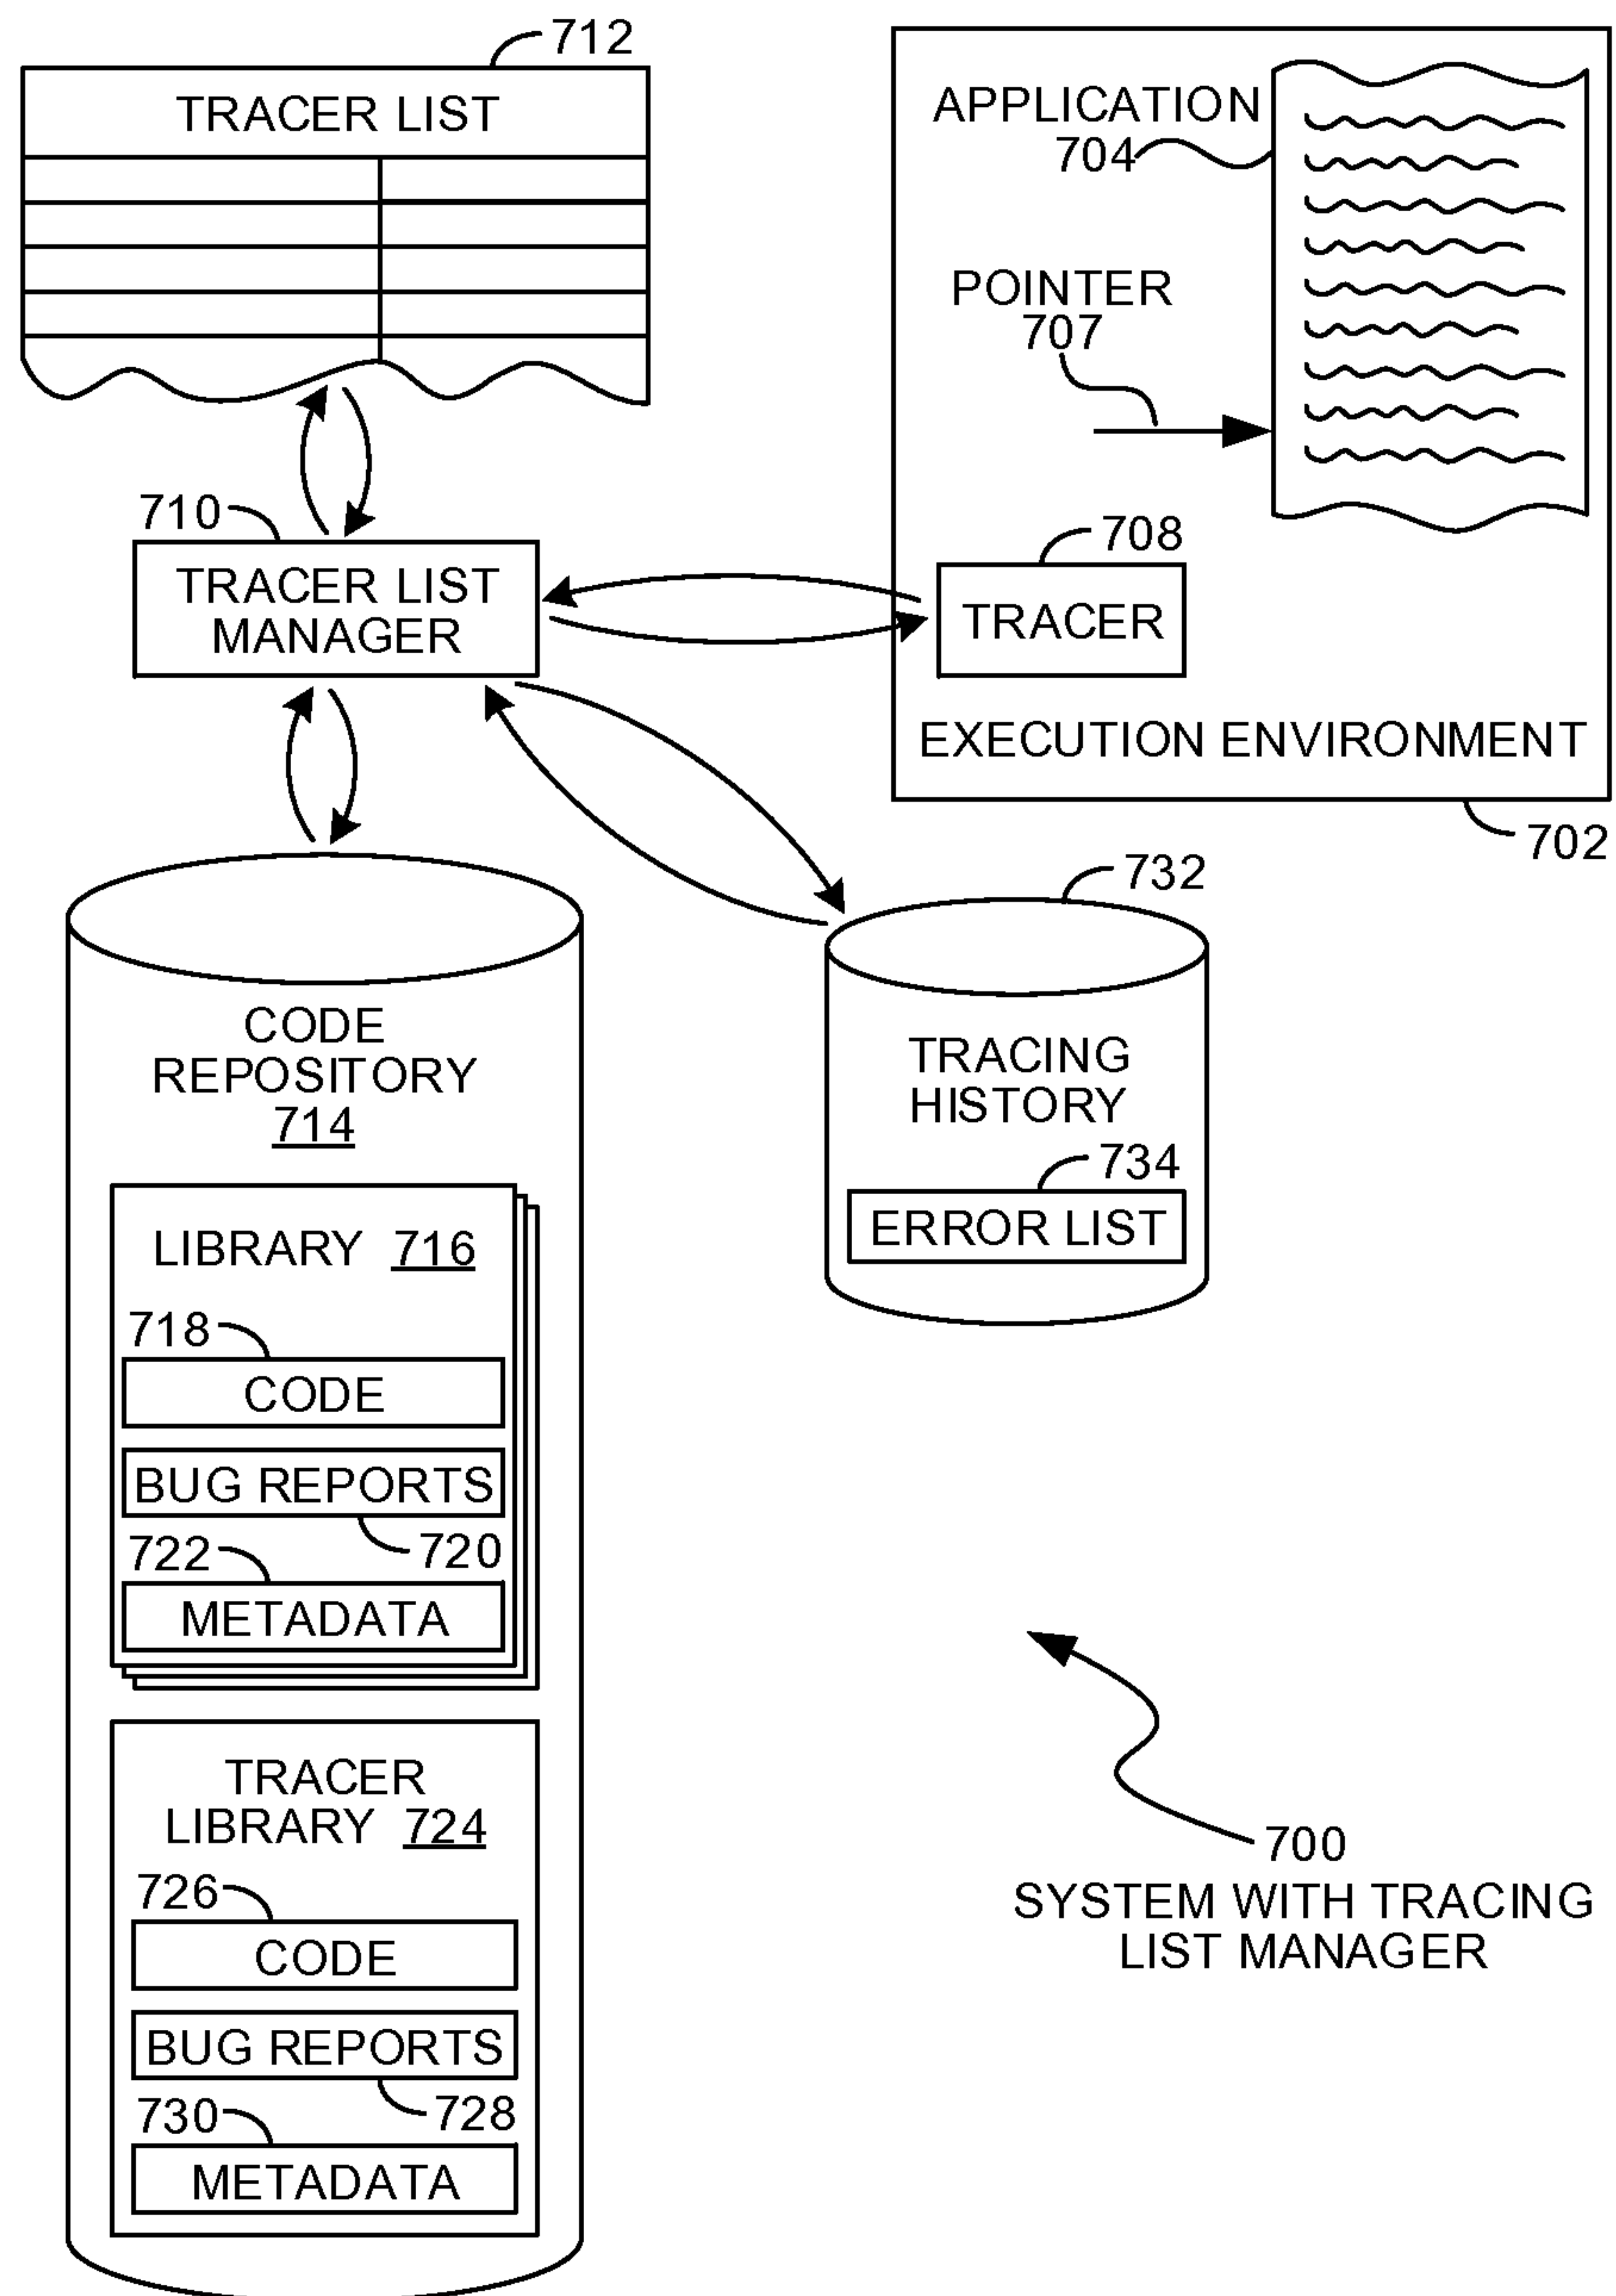 712
TRACER LIST
APPLICATION
704
POINTER
707
710
TRACER LIST
MANAGER
708
TRACER
EXECUTION ENVIRONMENT
702
732
CODE
REPOSITORY
714
TRACING
HISTORY
734
ERROR LIST
LIBRARY 716
718
CODE
BUG REPORTS
720
722
METADATA
TRACER
LIBRARY 724
726
CODE
BUG REPORTS
728
730
METADATA
700
SYSTEM WITH TRACING
LIST MANAGER